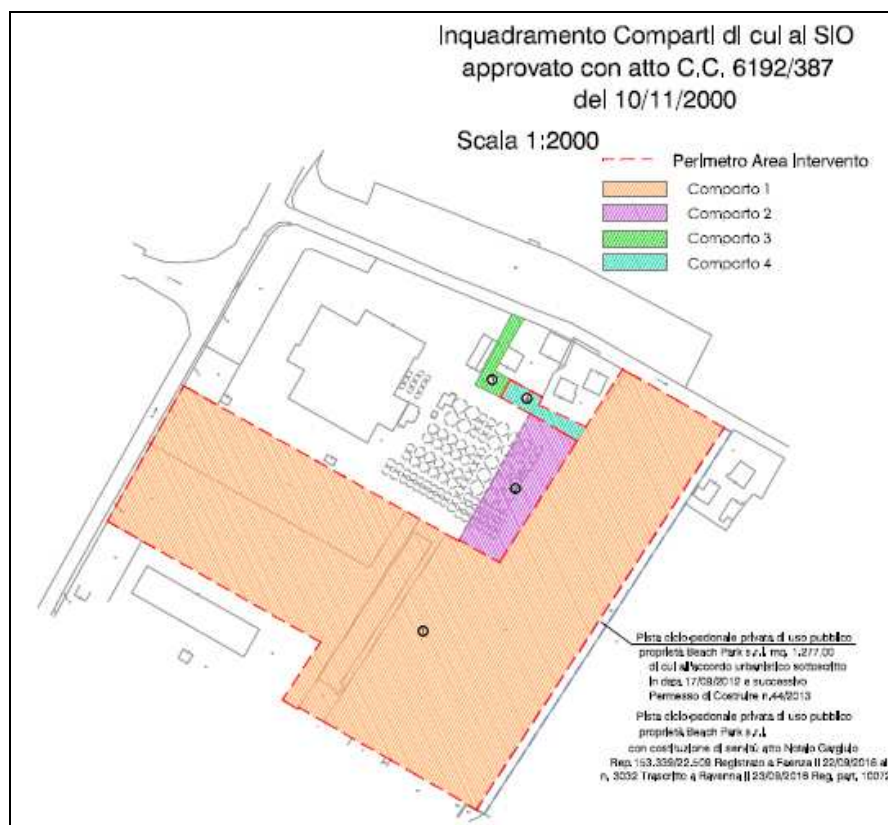 Inquadramento Comparti di cui al SIO
approvato con atto C.C. 6192/387
del 10/11/2000
Scala 1:2000
Perimetro Area Intervento
Comparto 1
Comparto 2
Comparto 3
Comparto 4
Pista ciclo-pedonale privata di uso pubblico
proprietà Beach Park s.r.l. mq. 1.277,00
di cui all'accordo urbanistico sottoscritto
in data 17/09/2012 e successivo
Permesso di Costruire n.44/2013
Pista ciclo-pedonale privata di uso pubblico
proprietà Beach Park s.r.l.
con costituzione di servitù atto Notaio Gargiulo
Rep. 153.339/22.509 Registrato a Faenza il 22/09/2016 al
n. 3032 Trascritto a Ravenna il 23/09/2016 Reg. part. 10072